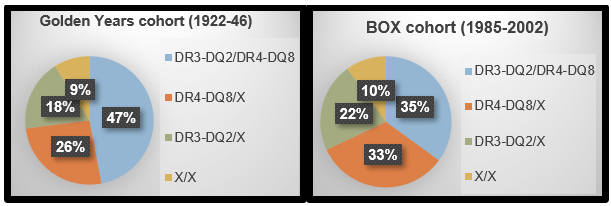 Golden Years cohort (1922-46)
DR3-DQ2/DR4-DQ8
DR4-DQ8/X
DR3-DQ2/X
X/X
9%
18%
47%
26%
BOX cohort (1985-2002)
DR3-DQ2/DR4-DQ8
DR4-DQ8/X
DR3-DQ2/X
X/X
10%
35%
22%
33%